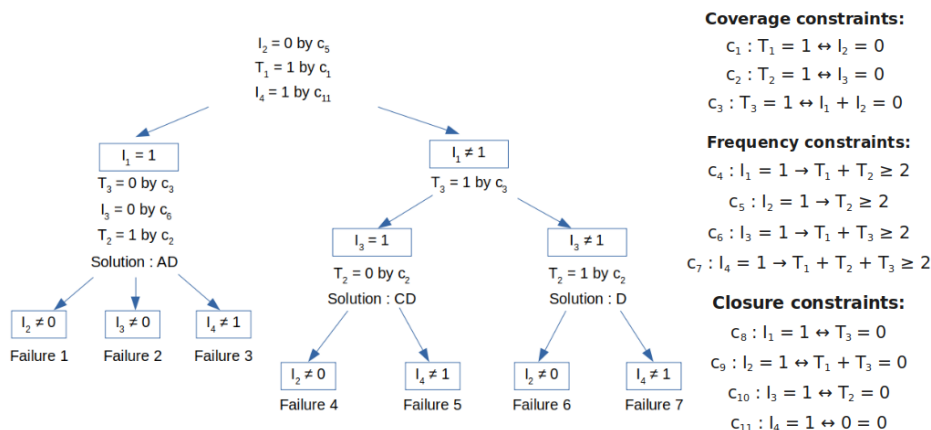 I₂ = 0 by c₅
T₁ = 1 by c₁
I₄ = 1 by c₁₁
I₁ = 1
T₃ = 0 by c₃
I₃ = 0 by c₆
T₂ = 1 by c₂
Solution : AD
I₂ ≠ 0
I₃ ≠ 0
I₄ ≠ 1
Failure 1
Failure 2
Failure 3
I₁ ≠ 1
T₃ = 1 by c₃
I₃ = 1
T₂ = 0 by c₂
Solution : CD
I₂ ≠ 0
I₄ ≠ 1
Failure 4
Failure 5
I₃ ≠ 1
T₂ = 1 by c₂
Solution : D
I₂ ≠ 0
I₄ ≠ 1
Failure 6
Failure 7
Coverage constraints:
c₁ : T₁ = 1 ↔ I₂ = 0
c₂ : T₂ = 1 ↔ I₃ = 0
c₃ : T₃ = 1 ↔ I₁ + I₂ = 0
Frequency constraints:
c₄ : I₁ = 1 → T₁ + T₂ ≥ 2
c₅ : I₂ = 1 → T₂ ≥ 2
c₆ : I₃ = 1 → T₁ + T₃ ≥ 2
c₇ : I₄ = 1 → T₁ + T₂ + T₃ ≥ 2
Closure constraints:
c₈ : I₁ = 1 ↔ T₃ = 0
c₉ : I₂ = 1 ↔ T₁ + T₃ = 0
c₁₀ : I₃ = 1 ↔ T₂ = 0
c₁₁ : I₄ = 1 ↔ 0 = 0